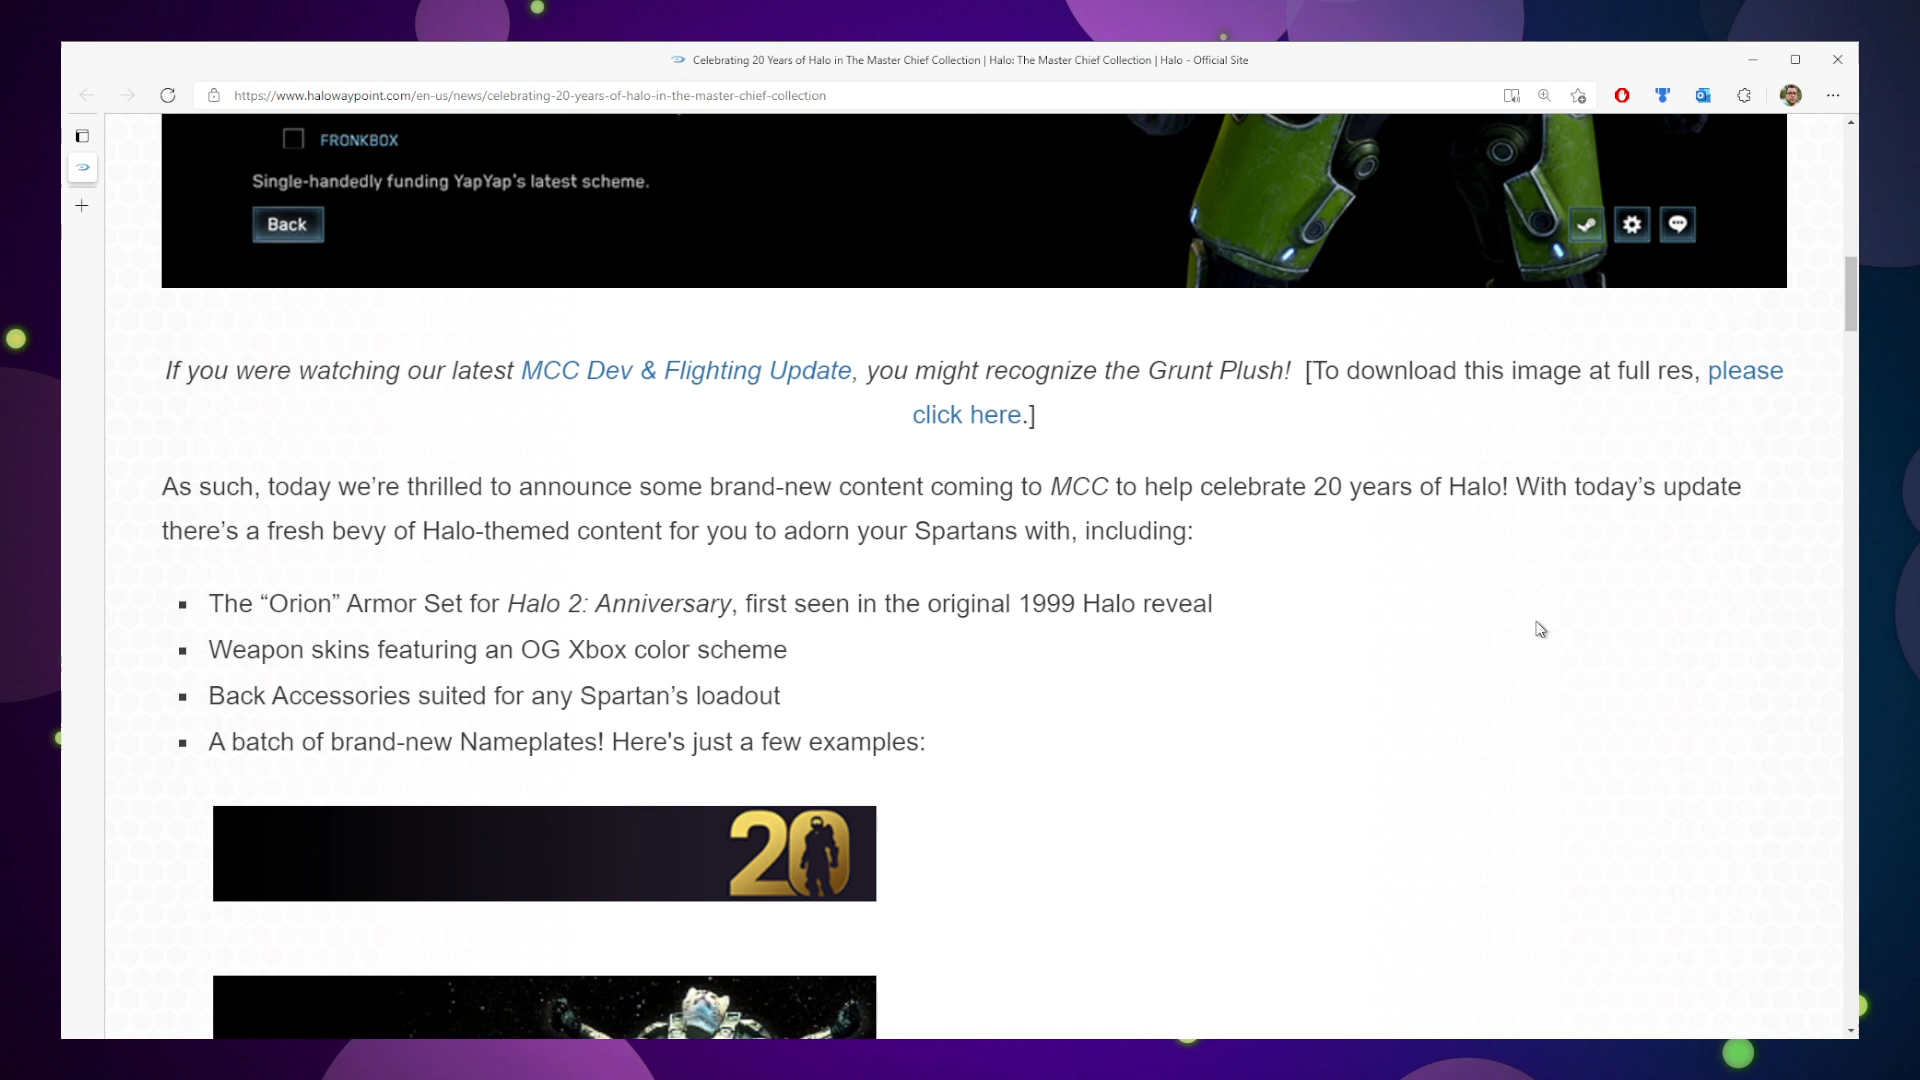 Celebrating 20 Years of Halo in The Master Chief Collection | Halo: The Master Chief Collection | Halo - Official Site
https://www.halowaypoint.com/en-us/news/celebrating-20-years-of-halo-in-the-master-chief-collection
FRONKBOX
Single-handedly funding YapYap's latest scheme.
Back
If you were watching our latest MCC Dev & Flighting Update, you might recognize the Grunt Plush! [To download this image at full res, please
click here.]
As such, today we’re thrilled to announce some brand-new content coming to MCC to help celebrate 20 years of Halo! With today’s update
there’s a fresh bevy of Halo-themed content for you to adorn your Spartans with, including:
▪ The “Orion” Armor Set for Halo 2: Anniversary, first seen in the original 1999 Halo reveal
▪ Weapon skins featuring an OG Xbox color scheme
▪ Back Accessories suited for any Spartan’s loadout
▪ A batch of brand-new Nameplates! Here's just a few examples:
20